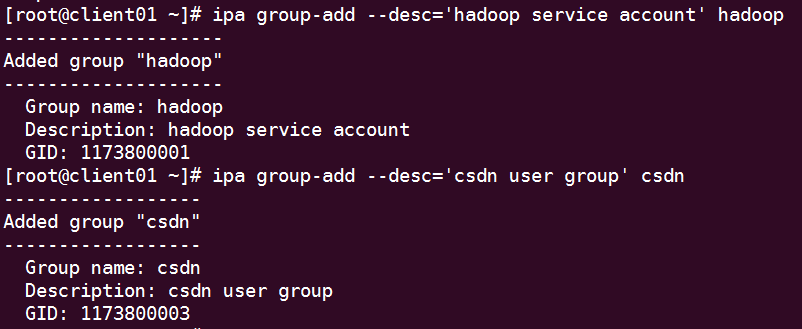 [root@client01 ~]# ipa group-add --desc='hadoop service account' hadoop
--------------------
Added group "hadoop"
--------------------
  Group name: hadoop
  Description: hadoop service account
  GID: 1173800001
[root@client01 ~]# ipa group-add --desc='csdn user group' csdn
------------------
Added group "csdn"
------------------
  Group name: csdn
  Description: csdn user group
  GID: 1173800003